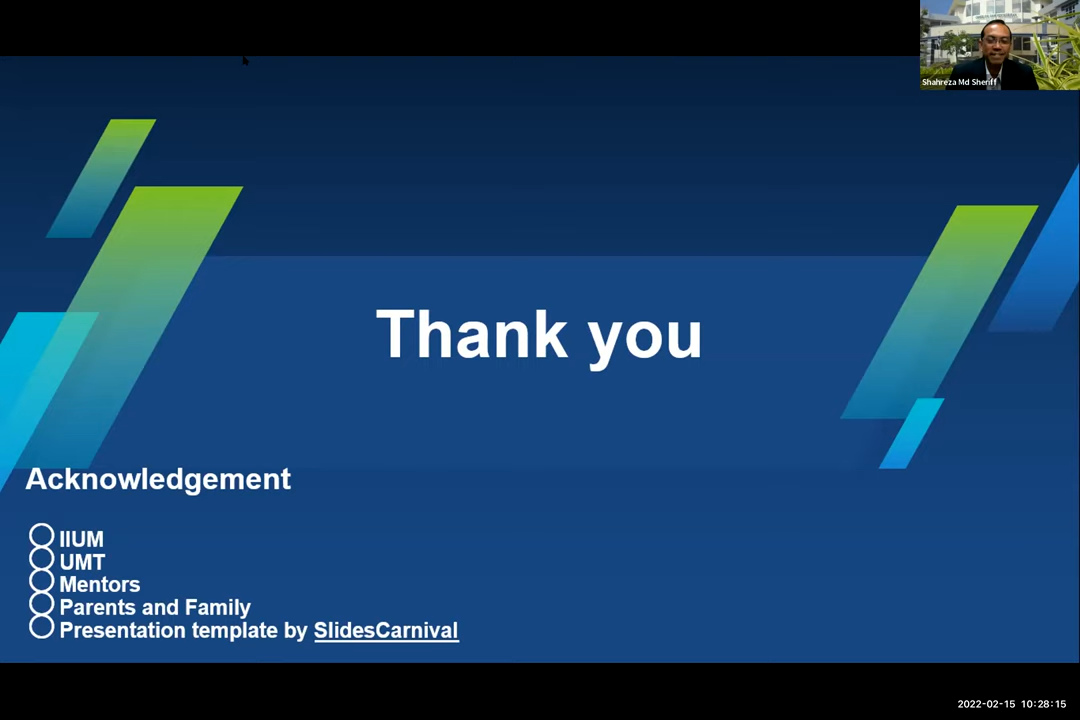 Shahreza Md Sheriff
Thank you
Acknowledgement
IIUM
UMT
Mentors
Parents and Family
Presentation template by SlidesCarnival
2022-02-15 10:28:15